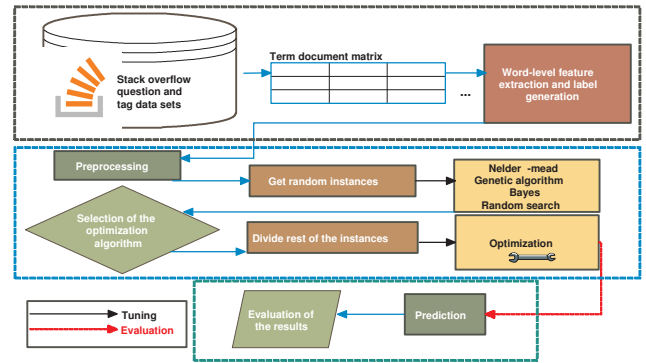 Term document matrix
Stack overflow
question and
tag data sets
...
Word-level feature
extraction and label
generation
Preprocessing
Get random instances
Nelder -mead
Genetic algorithm
Bayes
Random search
Selection of the
optimization
algorithm
Divide rest of the instances
Optimization
Tuning
Evaluation
Evaluation of
the results
Prediction